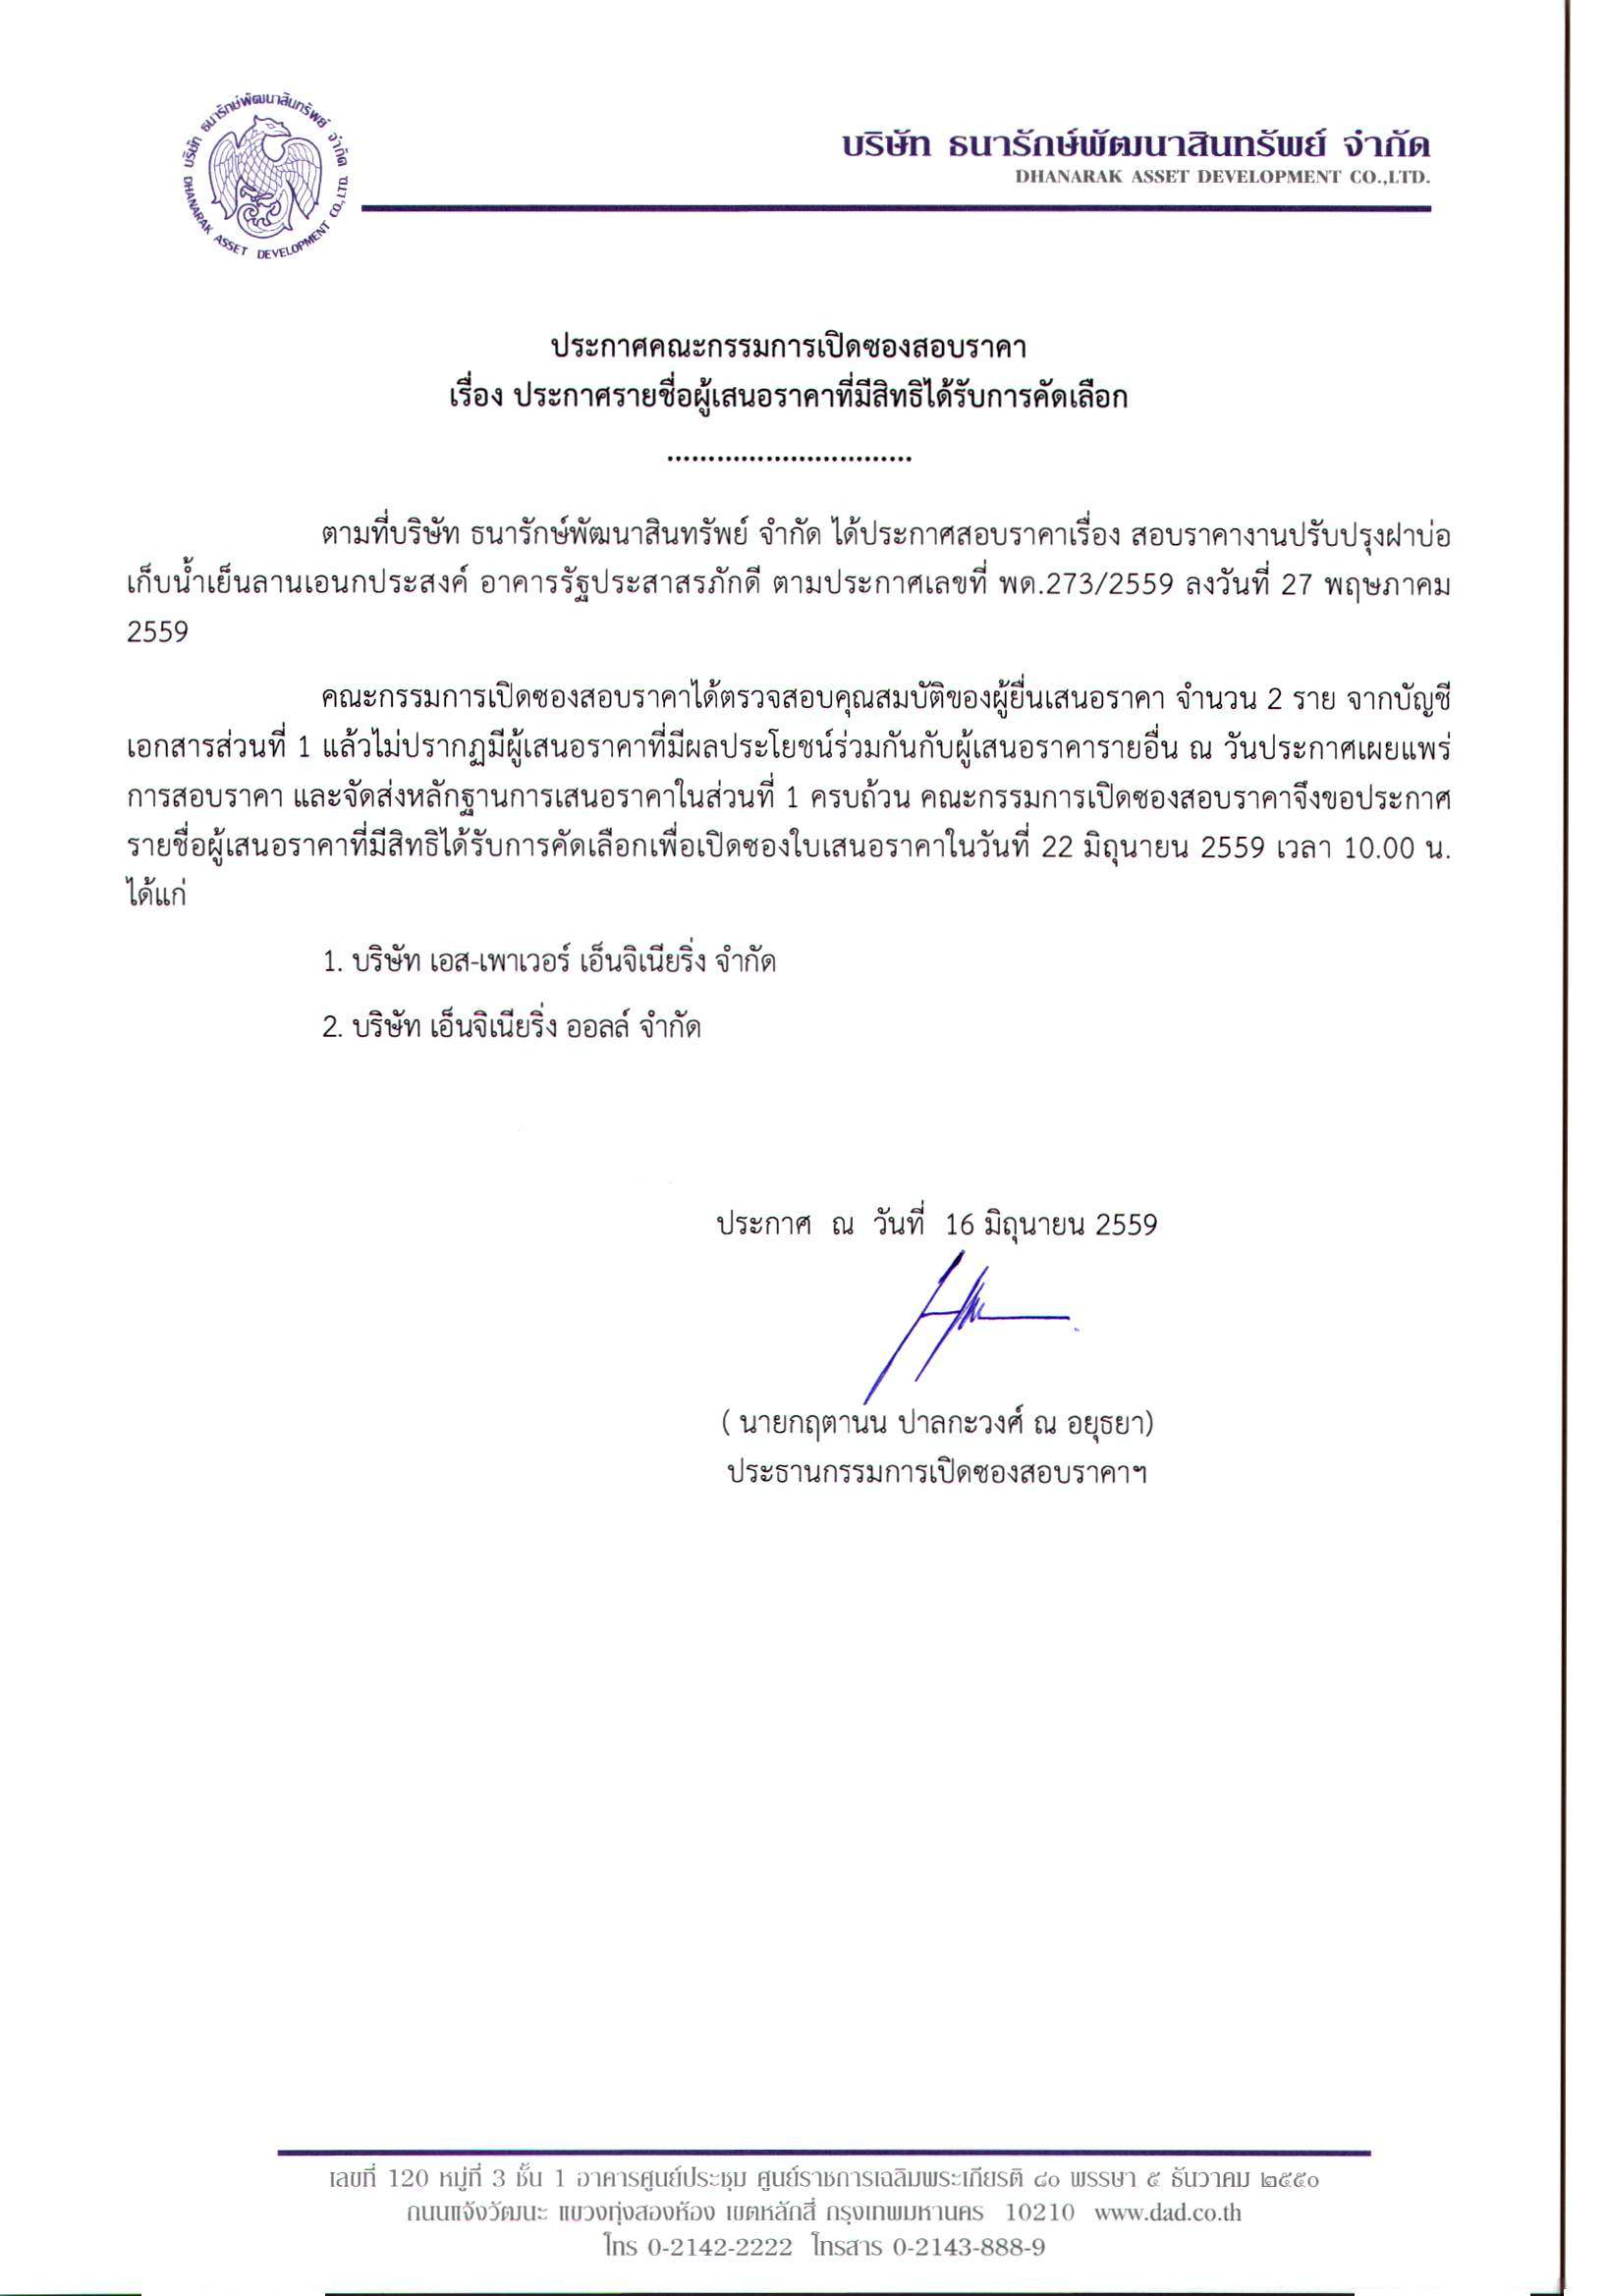 บริษัท ธนารักษ์พัฒนาสินทรัพย์ จำกัด
DHANARAK ASSET DEVELOPMENT CO.,LTD.
บริษัท ธนารักษ์พัฒนาสินทรัพย์ จำกัด
DHANARAK ASSET DEVELOPMENT CO.,LTD.
ประกาศคณะกรรมการเปิดซองสอบราคา
เรื่อง ประกาศรายชื่อผู้เสนอราคาที่มีสิทธิได้รับการคัดเลือก
..............................
ตามที่บริษัท ธนารักษ์พัฒนาสินทรัพย์ จำกัด ได้ประกาศสอบราคาเรื่อง สอบราคางานปรับปรุงฝาบ่อ
เก็บน้ำเย็นลานเอนกประสงค์ อาคารรัฐประสาสรภักดี ตามประกาศเลขที่ พด.273/2559 ลงวันที่ 27 พฤษภาคม
2559
คณะกรรมการเปิดซองสอบราคาได้ตรวจสอบคุณสมบัติของผู้ยื่นเสนอราคา จำนวน 2 ราย จากบัญชี
เอกสารส่วนที่ 1 แล้วไม่ปรากฏมีผู้เสนอราคาที่มีผลประโยชน์ร่วมกันกับผู้เสนอราคารายอื่น ณ วันประกาศเผยแพร่
การสอบราคา และจัดส่งหลักฐานการเสนอราคาในส่วนที่ 1 ครบถ้วน คณะกรรมการเปิดซองสอบราคาจึงขอประกาศ
รายชื่อผู้เสนอราคาที่มีสิทธิได้รับการคัดเลือกเพื่อเปิดซองใบเสนอราคาในวันที่ 22 มิถุนายน 2559 เวลา 10.00 น.
ได้แก่
1. บริษัท เอส-เพาเวอร์ เอ็นจิเนียริ่ง จำกัด
2. บริษัท เอ็นจิเนียริ่ง ออลล์ จำกัด
ประกาศ ณ วันที่ 16 มิถุนายน 2559
( นายกฤตานน ปาลกะวงศ์ ณ อยุธยา)
ประธานกรรมการเปิดซองสอบราคาฯ
เลขที่ 120 หมู่ที่ 3 ชั้น 1 อาคารศูนย์ประชุม ศูนย์ราชการเฉลิมพระเกียรติ ๘๐ พรรษา ๕ ธันวาคม ๒๕๕๐
ถนนแจ้งวัฒนะ แขวงทุ่งสองห้อง เขตหลักสี่ กรุงเทพมหานคร 10210 www.dad.co.th
โทร 0-2142-2222 โทรสาร 0-2143-888-9